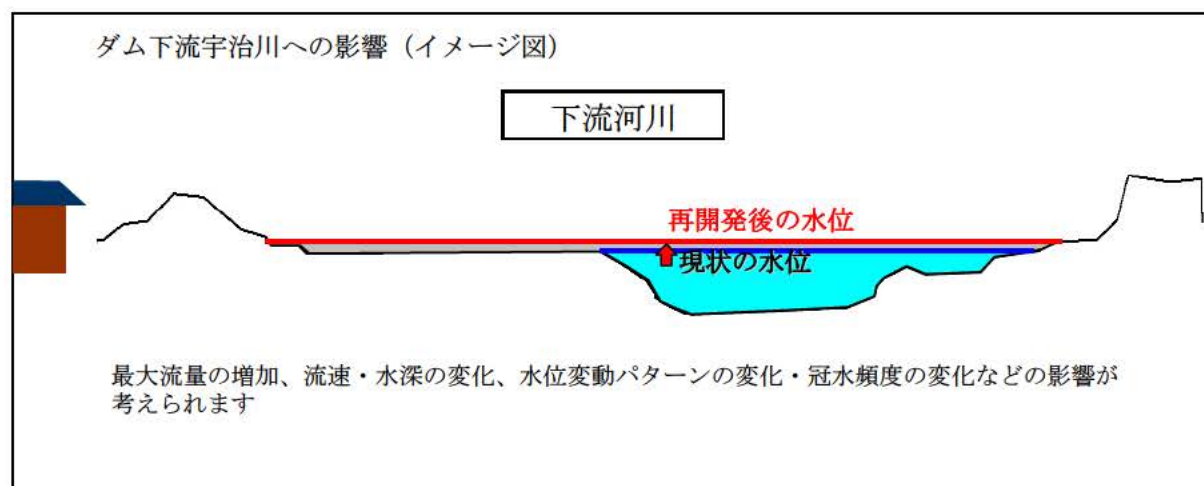 ダム下流宇治川への影響（イメージ図）
下流河川
再開発後の水位
現状の水位
最大流量の増加、流速・水深の変化、水位変動パターンの変化・冠水頻度の変化などの影響が
考えられます